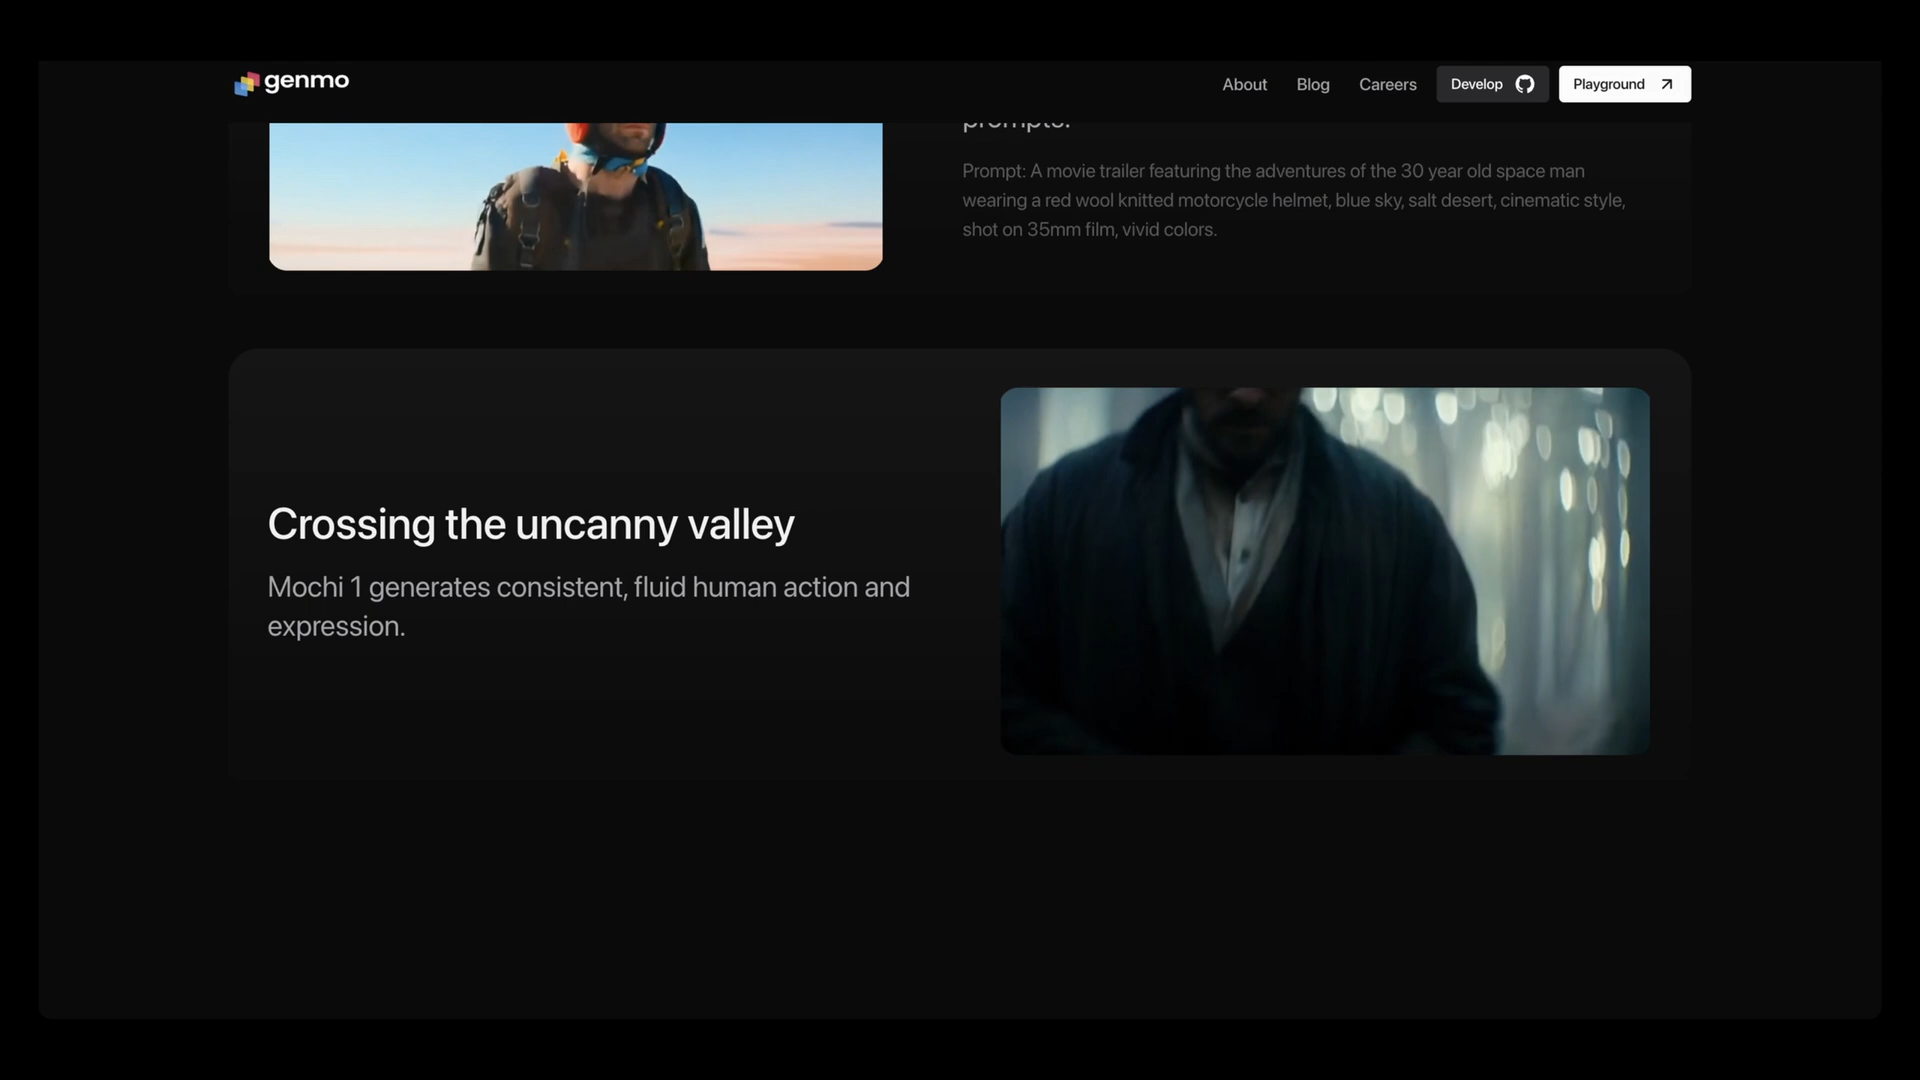 genmo
About
Blog
Careers
Develop
Playground
prompts.
Prompt: A movie trailer featuring the adventures of the 30 year old space man
wearing a red wool knitted motorcycle helmet, blue sky, salt desert, cinematic style,
shot on 35mm film, vivid colors.
Crossing the uncanny valley
Mochi 1 generates consistent, fluid human action and
expression.